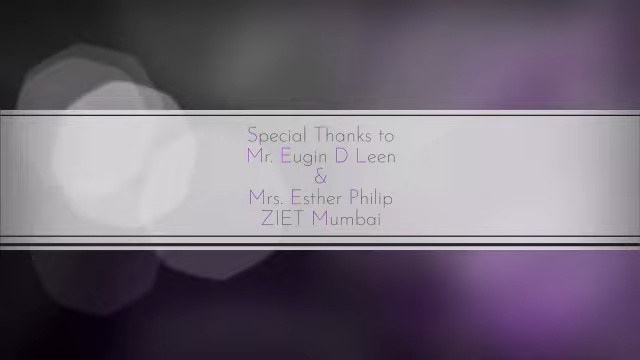 Special Thanks to
Mr. Eugin D Leen
&
Mrs. Esther Philip
ZIET Mumbai